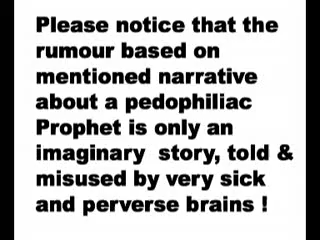 Please notice that the
rumour based on
mentioned narrative
about a pedophiliac
Prophet is only an
imaginary story, told &
misused by very sick
and perverse brains !